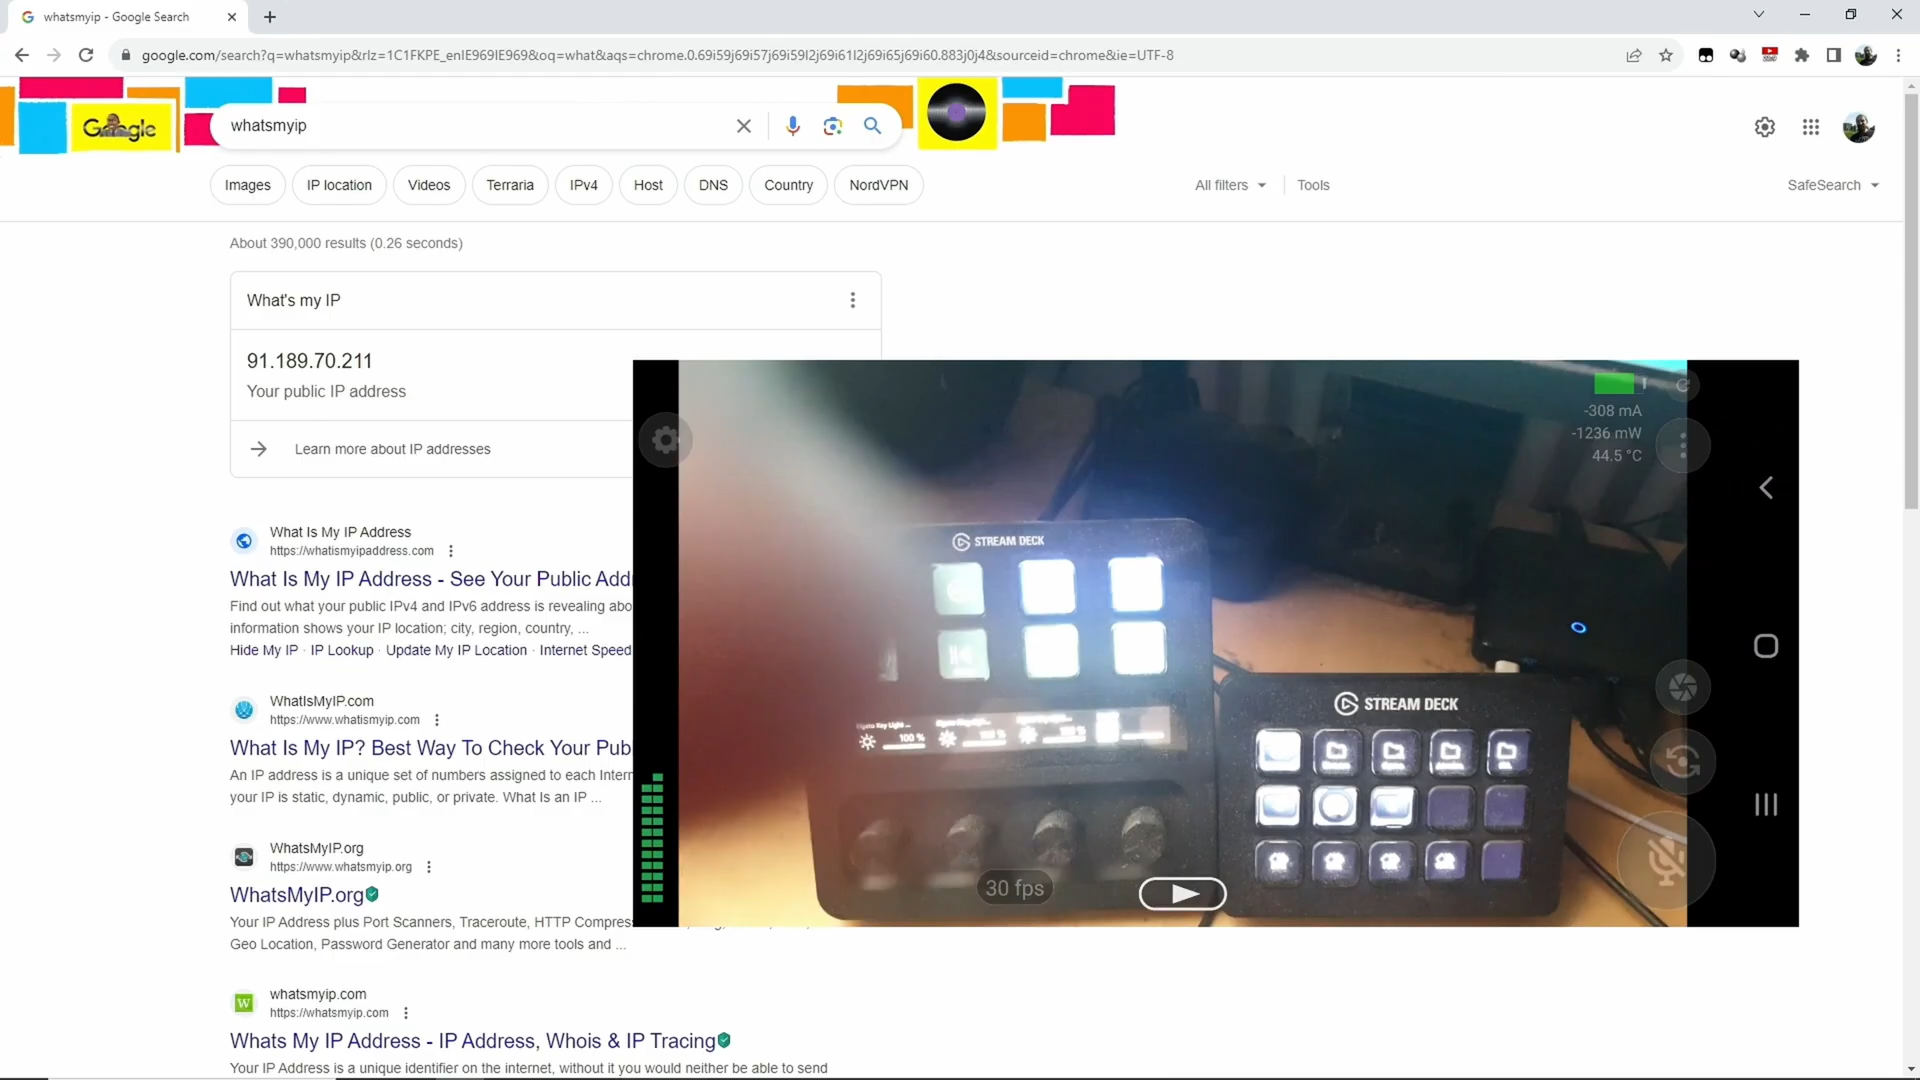 whatsmyip - Google Search
google.com/search?q=whatsmyip&rlz=1C1FKPE_enIE969IE969&oq=what&aqs=chrome.0.69i59j69i57j69i59l2j69i61l2j69i65j69i60.883j0j4&sourceid=chrome&ie=UTF-8
Google
whatsmyip
Images
IP location
Videos
Terraria
IPv4
Host
DNS
Country
NordVPN
All filters
Tools
SafeSearch
About 390,000 results (0.26 seconds)
What's my IP
91.189.70.211
Your public IP address
Learn more about IP addresses
-308 mA
-1236 mW
44.5 °C
STREAM DECK
100 %
100 %
100 %
STREAM DECK
30 fps
What Is My IP Address
https://whatismyipaddress.com
What Is My IP Address - See Your Public Add
Find out what your public IPv4 and IPv6 address is revealing abo
information shows your IP location; city, region, country, ...
Hide My IP · IP Lookup · Update My IP Location · Internet Speed
WhatIsMyIP.com
https://www.whatismyip.com
What Is My IP? Best Way To Check Your Pub
An IP address is a unique set of numbers assigned to each Intern
your IP is static, dynamic, public, or private. What Is an IP ...
WhatsMyIP.org
https://www.whatsmyip.org
WhatsMyIP.org
Your IP Address plus Port Scanners, Traceroute, HTTP Compres
Geo Location, Password Generator and many more tools and ...
W
whatsmyip.com
https://whatsmyip.com
Whats My IP Address - IP Address, Whois & IP Tracing
Your IP Address is a unique identifier on the internet, without it you would neither be able to send